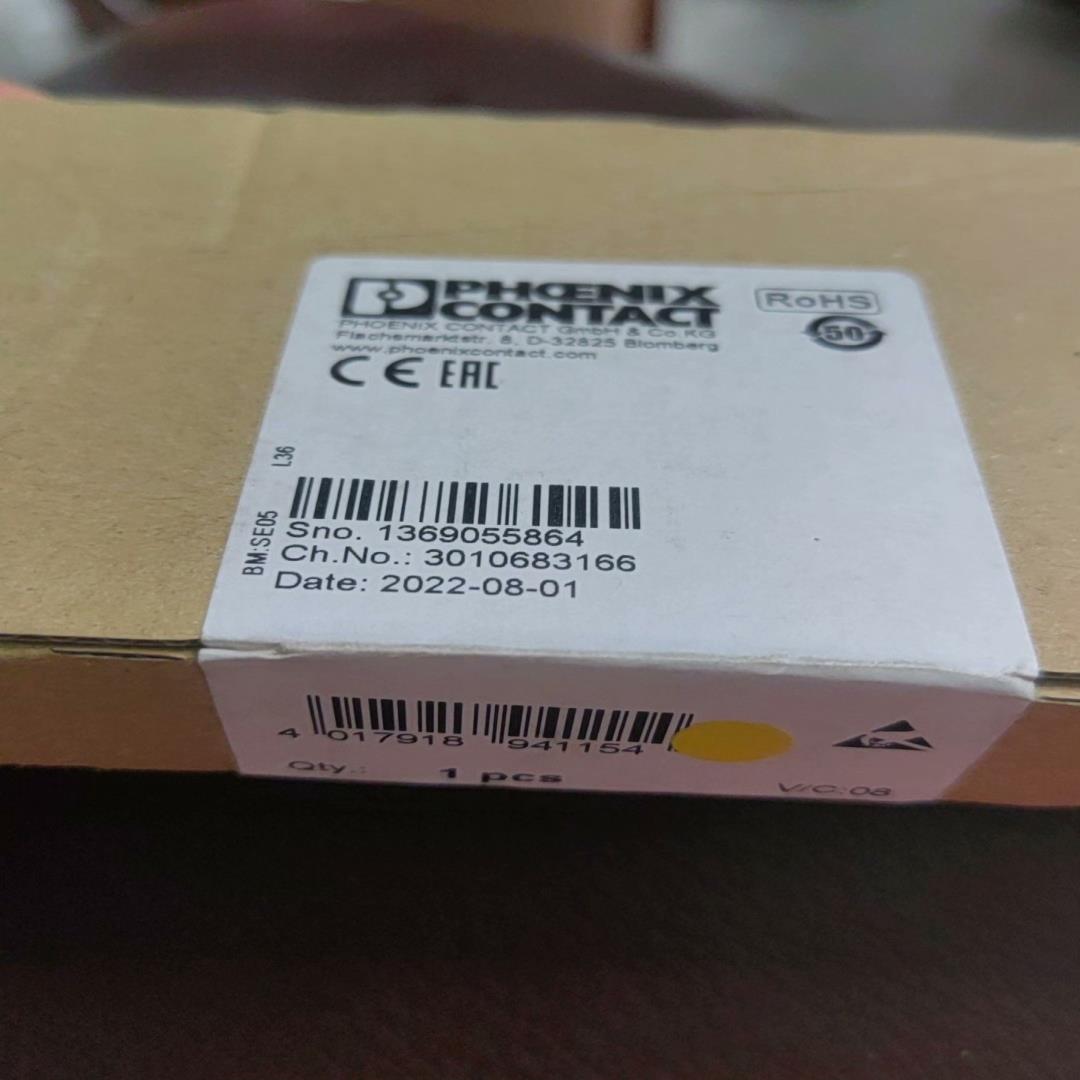 PHŒNIX
CONTACT
RoHS
50
PHOENIX CONTACT GmbH & Co.KG
Flachsmarktstr. 8, D-32825 Blomberg
www.phoenixcontact.com
CE EAC
L36
BM:SE05
Sno. 1369055864
Ch.No.: 3010683166
Date: 2022-08-01
4 017918 941154
Qty.: 1 pcs
V/C:08